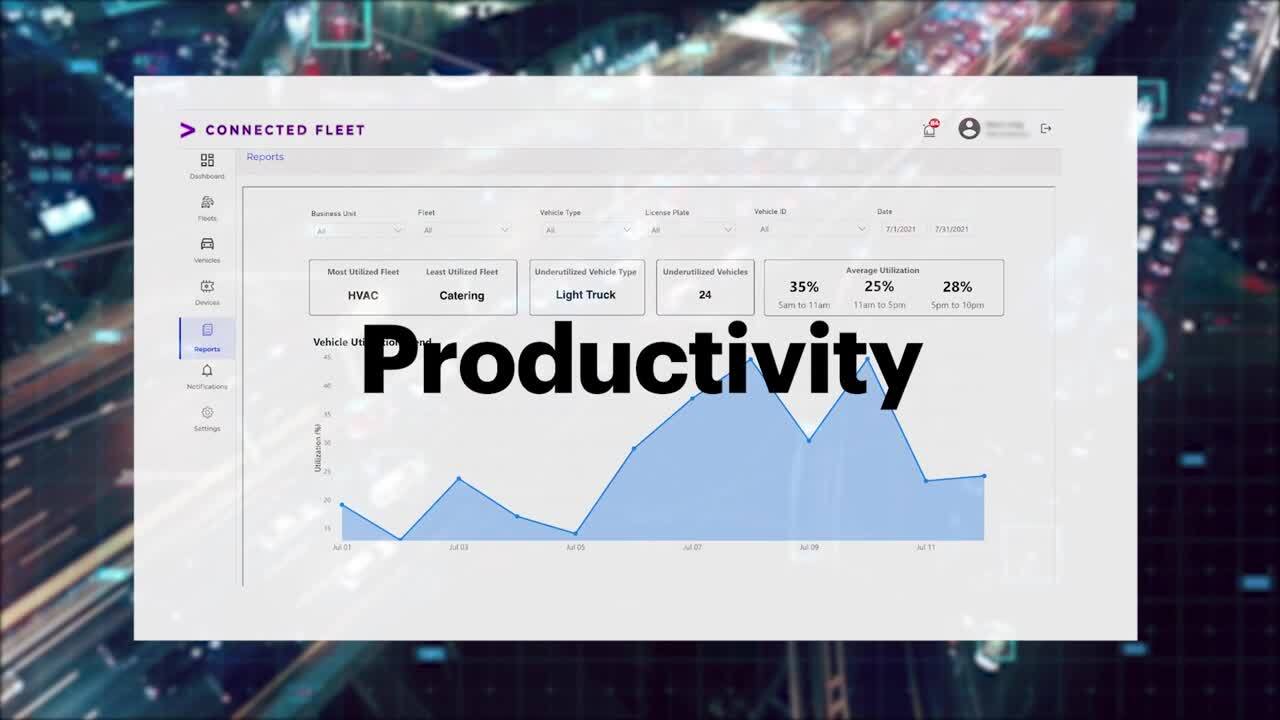 > CONNECTED FLEET
84
Reports
Dashboard
Fleets
Vehicles
Devices
Reports
Notifications
Settings
Business Unit Fleet Vehicle Type License Plate Vehicle ID Date
All All All All All 7/1/2021 7/31/2021
Most Utilized Fleet Least Utilized Fleet Underutilized Vehicle Type Underutilized Vehicles Average Utilization
HVAC Catering Light Truck 24 35% 25% 28%
5am to 11am 11am to 5pm 5pm to 10pm
Productivity
Vehicle
45
40
35
30
25
20
15
Utilization (%)
Jul 01 Jul 03 Jul 05 Jul 07 Jul 09 Jul 11